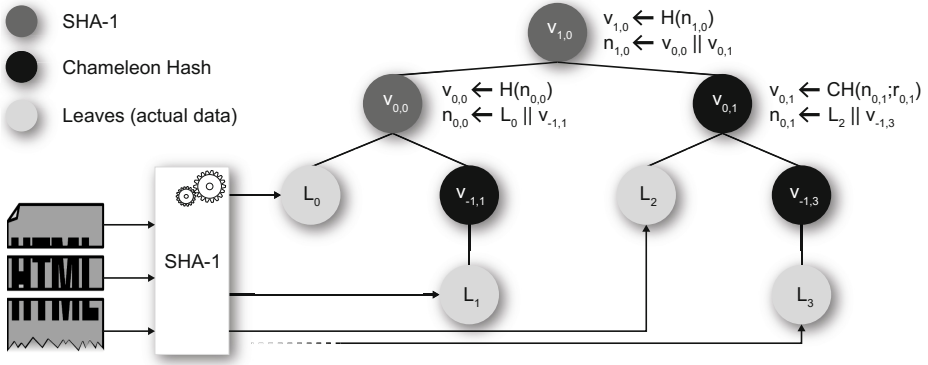 SHA-1
Chameleon Hash
Leaves (actual data)
v1,0
v1,0 ← H(n1,0)
n1,0 ← v0,0 || v0,1
v0,0
v0,0 ← H(n0,0)
n0,0 ← L0 || v-1,1
v0,1
v0,1 ← CH(n0,1;r0,1)
n0,1 ← L2 || v-1,3
L0
v-1,1
L2
v-1,3
HTML
HTML
HTML
SHA-1
L1
L3